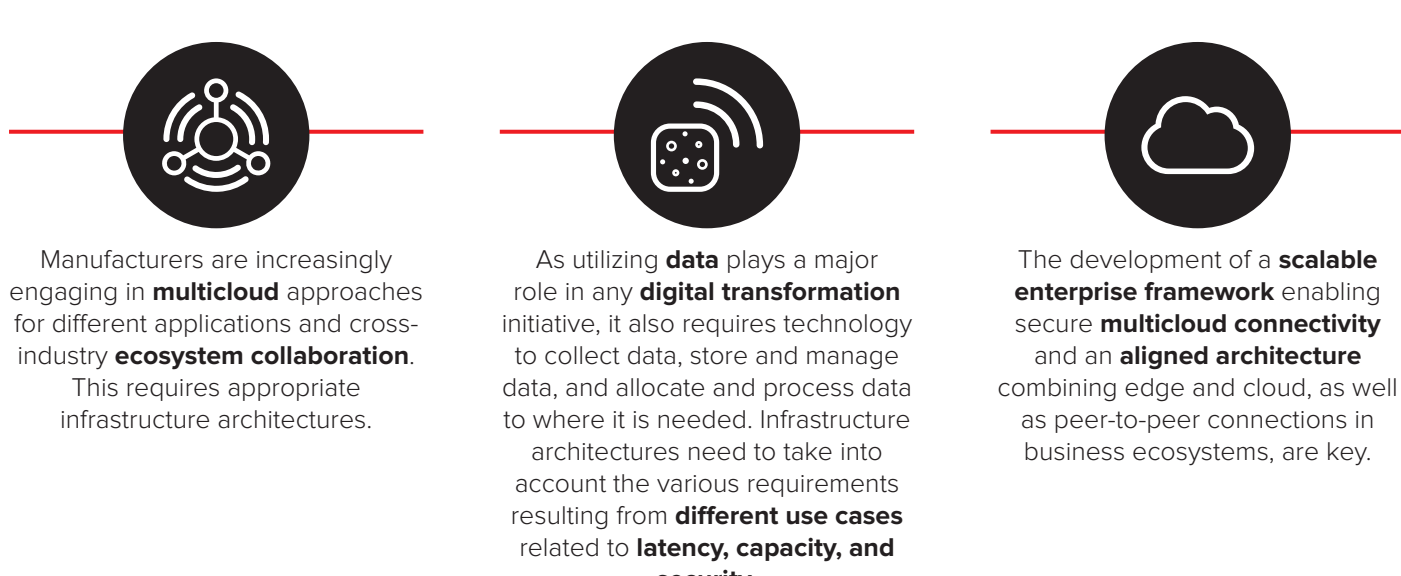 Manufacturers are increasingly
engaging in multicloud approaches
for different applications and cross-
industry ecosystem collaboration.
This requires appropriate
infrastructure architectures.
As utilizing data plays a major
role in any digital transformation
initiative, it also requires technology
to collect data, store and manage
data, and allocate and process data
to where it is needed. Infrastructure
architectures need to take into
account the various requirements
resulting from different use cases
related to latency, capacity, and
The development of a scalable
enterprise framework enabling
secure multicloud connectivity
and an aligned architecture
combining edge and cloud, as well
as peer-to-peer connections in
business ecosystems, are key.